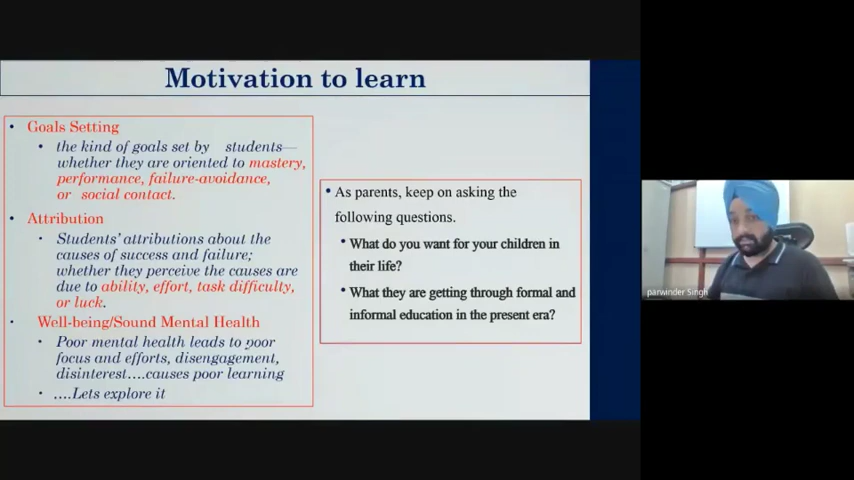 Motivation to learn
• Goals Setting
• the kind of goals set by students—
whether they are oriented to mastery,
performance, failure-avoidance,
or social contact.
• Attribution
• Students' attributions about the
causes of success and failure;
whether they perceive the causes are
due to ability, effort, task difficulty,
or luck.
• Well-being/Sound Mental Health
• Poor mental health leads to poor
focus and efforts, disengagement,
disinterest....causes poor learning
• ....Lets explore it
• As parents, keep on asking the
following questions.
• What do you want for your children in
their life?
• What they are getting through formal and
informal education in the present era?
parwinder Singh